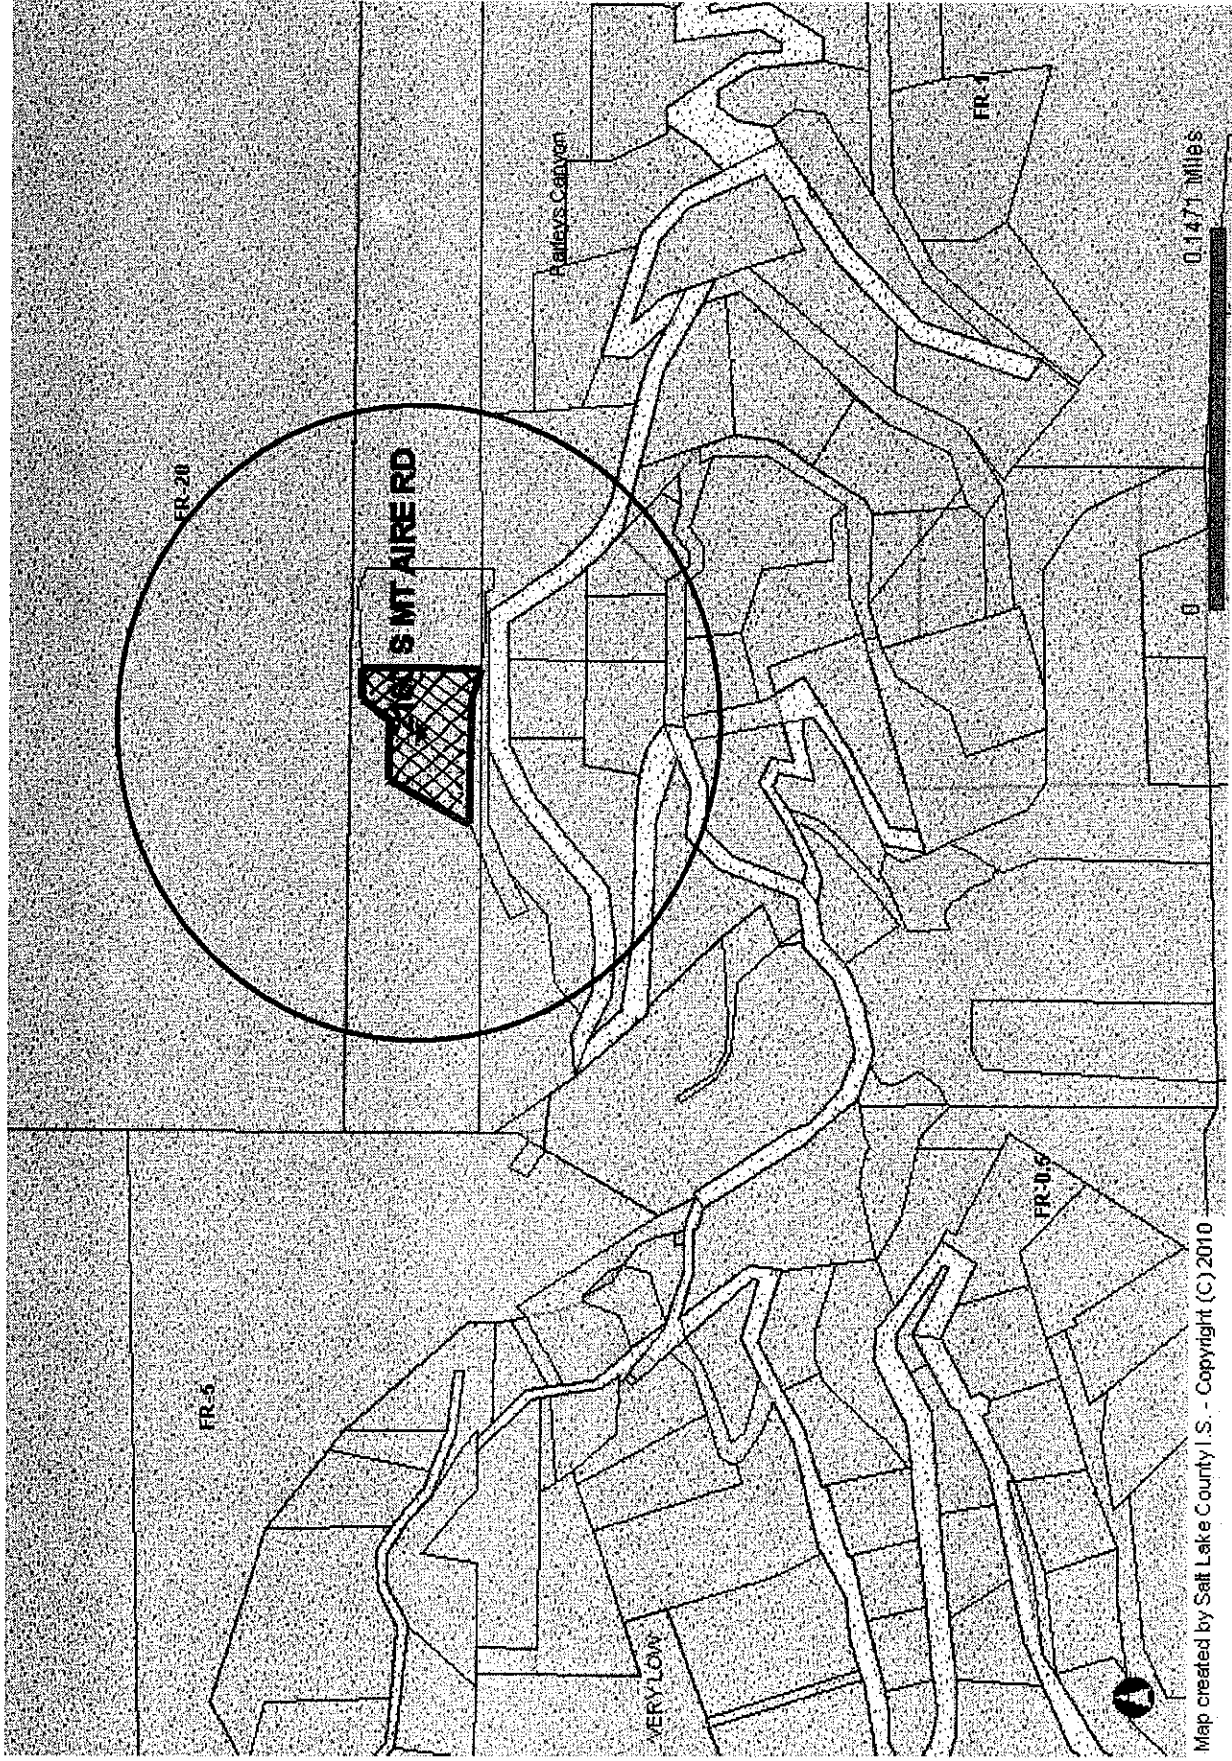 FR-20
FR-5
S MT AIRE RD
Parleys Canyon
VERY LOW
FR-1
FR-0.5
0
0.1471 Miles
Map created by Salt Lake County I.S. - Copyright (C) 2010